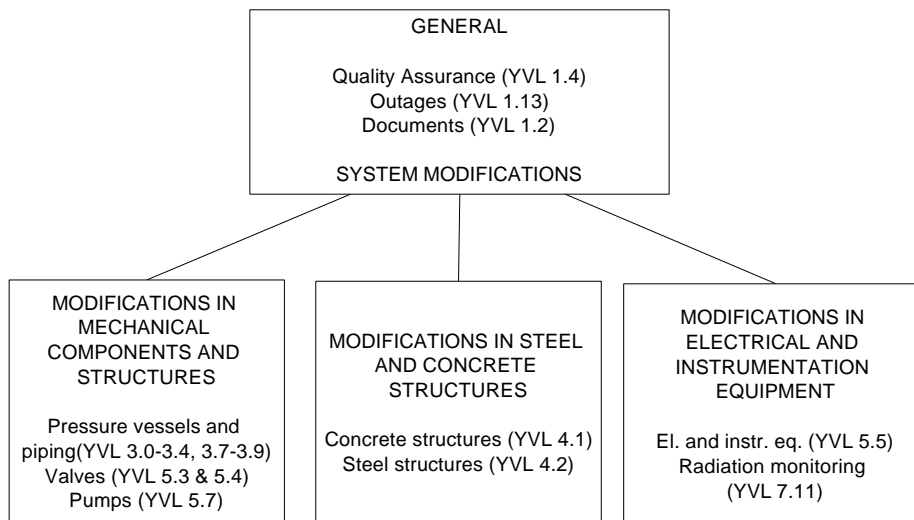 GENERAL
Quality Assurance (YVL 1.4)
Outages (YVL 1.13)
Documents (YVL 1.2)
SYSTEM MODIFICATIONS
MODIFICATIONS IN
MECHANICAL
COMPONENTS AND
STRUCTURES
Pressure vessels and
piping(YVL 3.0-3.4, 3.7-3.9)
Valves (YVL 5.3 & 5.4)
Pumps (YVL 5.7)
MODIFICATIONS IN STEEL
AND CONCRETE
STRUCTURES
Concrete structures (YVL 4.1)
Steel structures (YVL 4.2)
MODIFICATIONS IN
ELECTRICAL AND
INSTRUMENTATION
EQUIPMENT
El. and instr. eq. (YVL 5.5)
Radiation monitoring
(YVL 7.11)